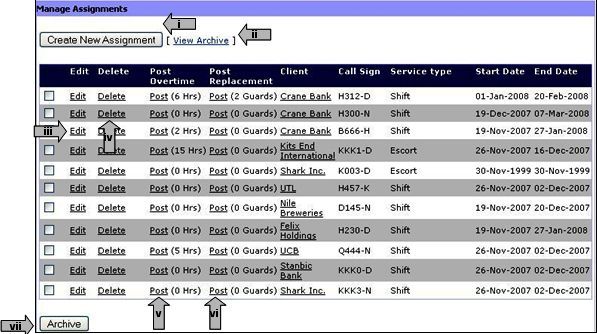 Manage Assignments
i
Create New Assignment [ View Archive ] ii
Edit Delete Post Overtime Post Replacement Client Call Sign Service type Start Date End Date
Edit Delete Post (6 Hrs) Post (2 Guards) Crane Bank H312-D Shift 01-Jan-2008 20-Feb-2008
Edit Delete Post (0 Hrs) Post (0 Guards) Crane Bank H300-N Shift 19-Dec-2007 07-Mar-2008
iii Edit Delete iv Post (2 Hrs) Post (0 Guards) Crane Bank B666-H Shift 19-Nov-2007 27-Jan-2008
Edit Delete Post (15 Hrs) Post (0 Guards) Kits End International KKK1-D Escort 26-Nov-2007 16-Dec-2007
Edit Delete Post (0 Hrs) Post (0 Guards) Shark Inc. K003-D Escort 30-Nov-1999 30-Nov-1999
Edit Delete Post (0 Hrs) Post (0 Guards) UTL H457-K Shift 26-Nov-2007 02-Dec-2007
Edit Delete Post (0 Hrs) Post (0 Guards) Nile Breweries D145-N Shift 19-Nov-2007 20-Dec-2007
Edit Delete Post (0 Hrs) Post (0 Guards) Felix Holdings H230-D Shift 19-Nov-2007 27-Jan-2008
Edit Delete Post (5 Hrs) Post (0 Guards) UCB Q444-N Shift 26-Nov-2007 02-Dec-2007
Edit Delete Post (0 Hrs) Post (0 Guards) Stanbic Bank KKK0-D Shift 26-Nov-2007 02-Dec-2007
Edit Delete Post (0 Hrs) Post (0 Guards) Shark Inc. KKK3-N Shift 26-Nov-2007 02-Dec-2007
v vi
vii Archive